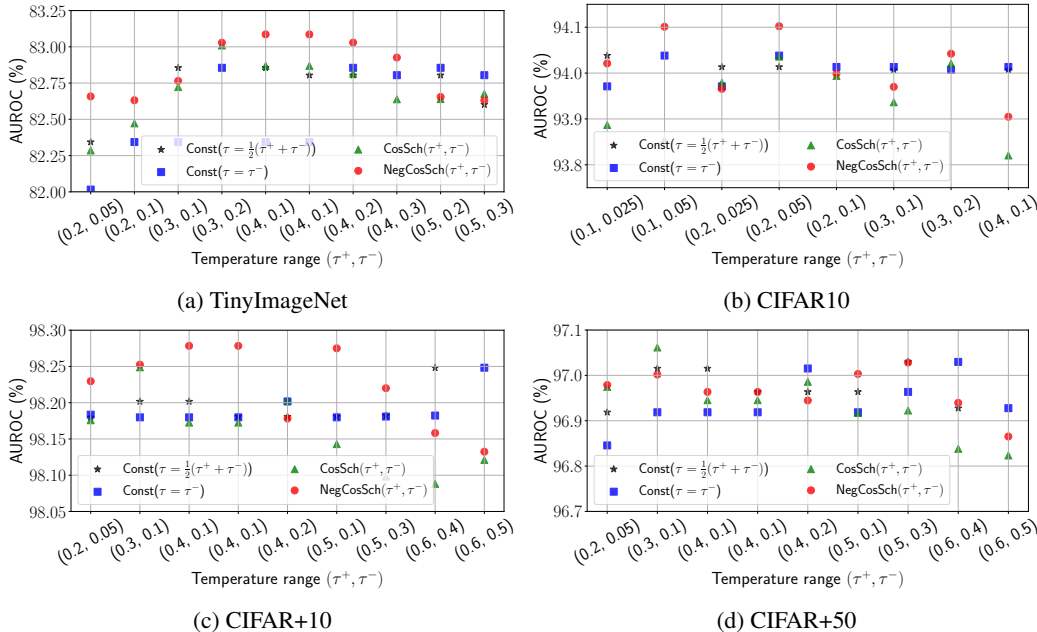 83.25
83.00
82.75
82.50
82.25
82.00
AUROC (%)
Const(τ = ½(τ⁺ + τ⁻))
Const(τ = τ⁻)
CosSch(τ⁺, τ⁻)
NegCosSch(τ⁺, τ⁻)
(0.2, 0.05)
(0.2, 0.1)
(0.3, 0.1)
(0.3, 0.2)
(0.4, 0.1)
(0.4, 0.1)
(0.4, 0.2)
(0.4, 0.3)
(0.5, 0.2)
(0.5, 0.3)
Temperature range (τ⁺, τ⁻)
(a) TinyImageNet
94.1
94.0
93.9
93.8
AUROC (%)
Const(τ = ½(τ⁺ + τ⁻))
Const(τ = τ⁻)
CosSch(τ⁺, τ⁻)
NegCosSch(τ⁺, τ⁻)
(0.1, 0.025)
(0.1, 0.05)
(0.2, 0.025)
(0.2, 0.05)
(0.2, 0.1)
(0.3, 0.1)
(0.3, 0.2)
(0.4, 0.1)
Temperature range (τ⁺, τ⁻)
(b) CIFAR10
98.30
98.25
98.20
98.15
98.10
98.05
AUROC (%)
Const(τ = ½(τ⁺ + τ⁻))
Const(τ = τ⁻)
CosSch(τ⁺, τ⁻)
NegCosSch(τ⁺, τ⁻)
(0.2, 0.05)
(0.3, 0.1)
(0.4, 0.1)
(0.4, 0.1)
(0.4, 0.2)
(0.5, 0.1)
(0.5, 0.3)
(0.6, 0.4)
(0.6, 0.5)
Temperature range (τ⁺, τ⁻)
(c) CIFAR+10
97.1
97.0
96.9
96.8
96.7
AUROC (%)
Const(τ = ½(τ⁺ + τ⁻))
Const(τ = τ⁻)
CosSch(τ⁺, τ⁻)
NegCosSch(τ⁺, τ⁻)
(0.2, 0.05)
(0.3, 0.1)
(0.4, 0.1)
(0.4, 0.1)
(0.4, 0.2)
(0.5, 0.1)
(0.5, 0.3)
(0.6, 0.4)
(0.6, 0.5)
Temperature range (τ⁺, τ⁻)
(d) CIFAR+50